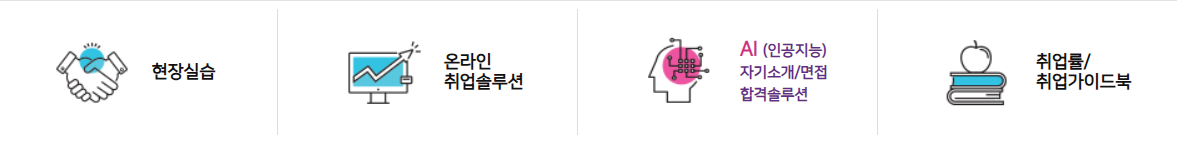 현장실습
온라인
취업솔루션
AI (인공지능)
자기소개/면접
합격솔루션
취업률/
취업가이드북